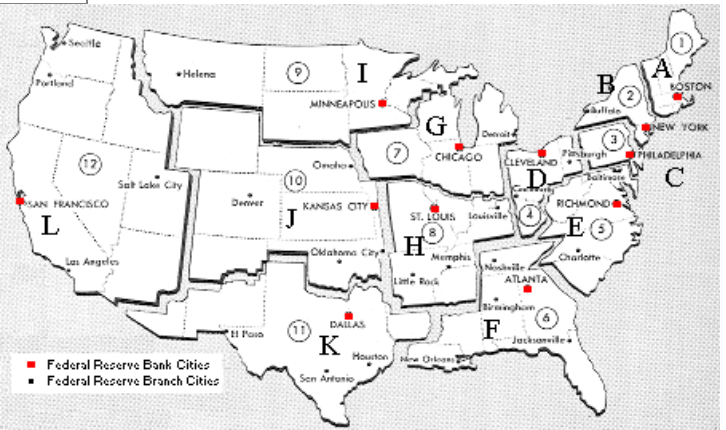 Seattle
1
A
BOSTON
Portland
Helena
9
I
B
2
Buffalo
MINNEAPOLIS
G
NEW YORK
Detroit
3
12
7
CHICAGO
CLEVELAND
Pittsburgh
PHILADELPHIA
Omaha
Salt Lake City
10
D
Baltimore
C
Denver
SAN FRANCISCO
J
KANSAS CITY
ST. LOUIS
Louisville
4
RICHMOND
L
H
8
E
5
Los Angeles
Oklahoma City
Memphis
Charlotte
Little Rock
Nashville
ATLANTA
Birmingham
El Paso
11
DALLAS
K
F
6
Jacksonville
Houston
New Orleans
San Antonio
Federal Reserve Bank Cities
Federal Reserve Branch Cities